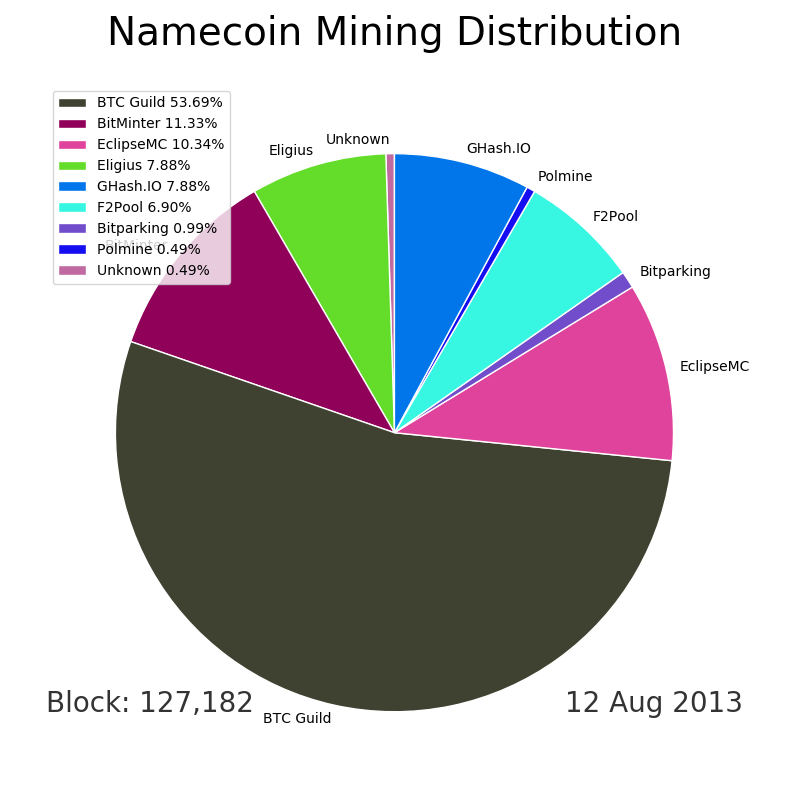 Namecoin Mining Distribution
BTC Guild 53.69%
BitMinter 11.33%
EclipseMC 10.34%
Eligius 7.88%
GHash.IO 7.88%
F2Pool 6.90%
Bitparking 0.99%
Polmine 0.49%
Unknown 0.49%
BitMinter
Eligius
Unknown
GHash.IO
Polmine
F2Pool
Bitparking
EclipseMC
BTC Guild
Block: 127,182
12 Aug 2013